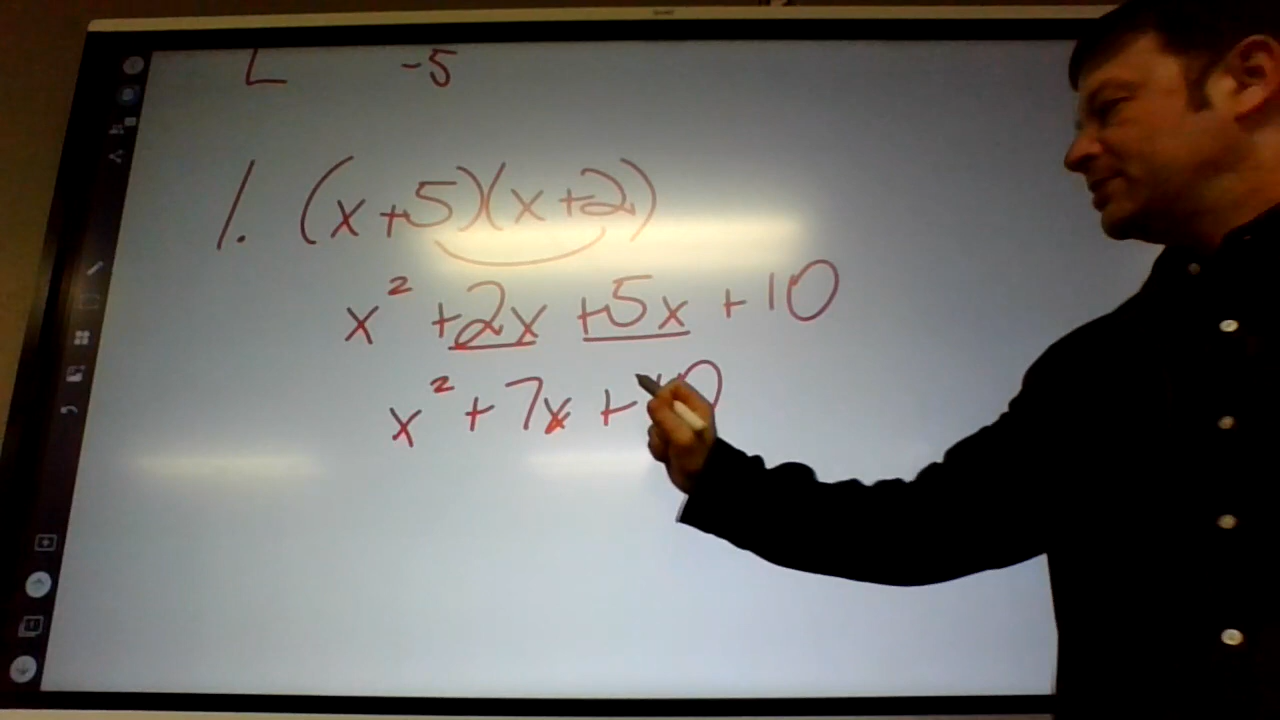 L -5
1. (x+5)(x+2)
x² +2x +5x +10
x² + 7x + 10